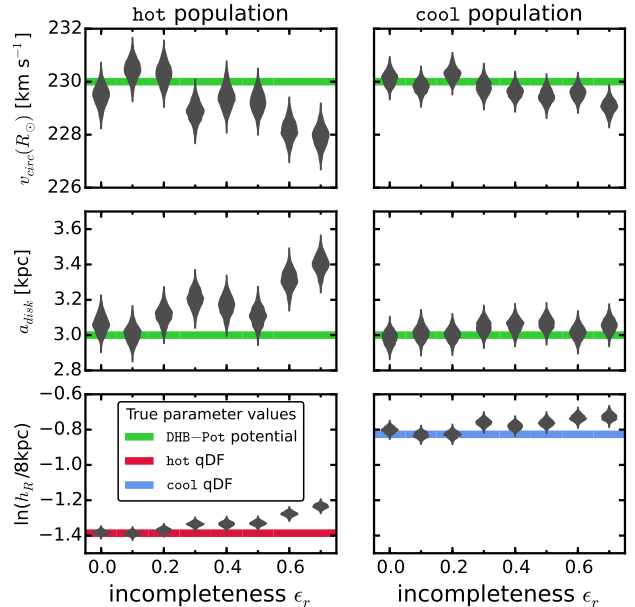 hot population
cool population
v_circ(R_⊙) [km s⁻¹]
232
230
228
226
a_disk [kpc]
3.6
3.4
3.2
3.0
2.8
ln(h_R/8kpc)
−0.6
−0.8
−1.0
−1.2
−1.4
True parameter values
DHB−Pot potential
hot qDF
cool qDF
0.0 0.2 0.4 0.6
0.0 0.2 0.4 0.6
incompleteness ϵ_r
incompleteness ϵ_r